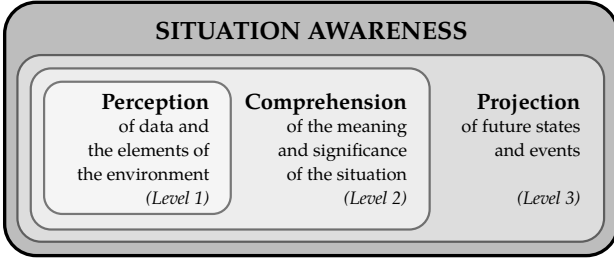 SITUATION AWARENESS
Perception
of data and
the elements of
the environment
(Level 1)
Comprehension
of the meaning
and significance
of the situation
(Level 2)
Projection
of future states
and events
(Level 3)